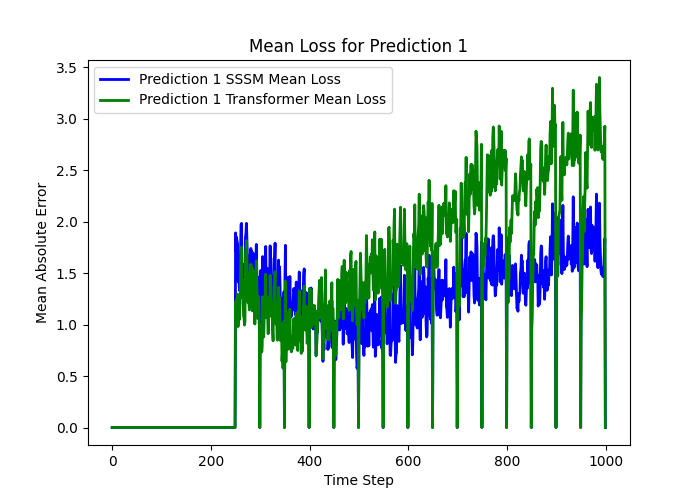 Mean Loss for Prediction 1
Prediction 1 SSSM Mean Loss
Prediction 1 Transformer Mean Loss
3.5
3.0
2.5
2.0
1.5
1.0
0.5
0.0
Mean Absolute Error
0 200 400 600 800 1000
Time Step